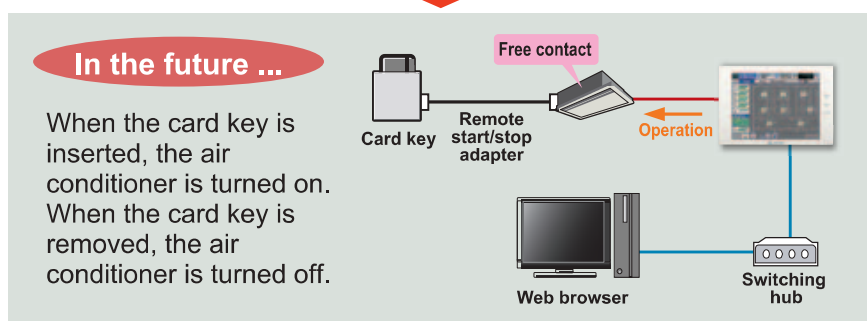 In the future ...
When the card key is
inserted, the air
conditioner is turned on.
When the card key is
removed, the air
conditioner is turned off.
Free contact
Card key
Remote
start/stop
adapter
Operation
Web browser
Switching
hub